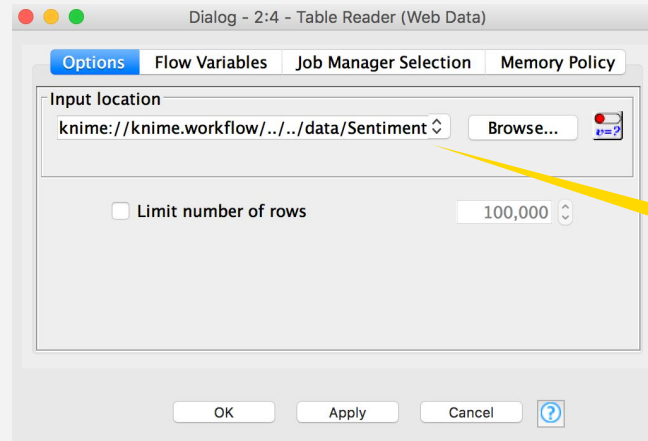 Dialog - 2:4 - Table Reader (Web Data)
Options Flow Variables Job Manager Selection Memory Policy
Input location
knime://knime.workflow/../../data/Sentiment Browse... v=?
Limit number of rows 100,000
OK Apply Cancel ?